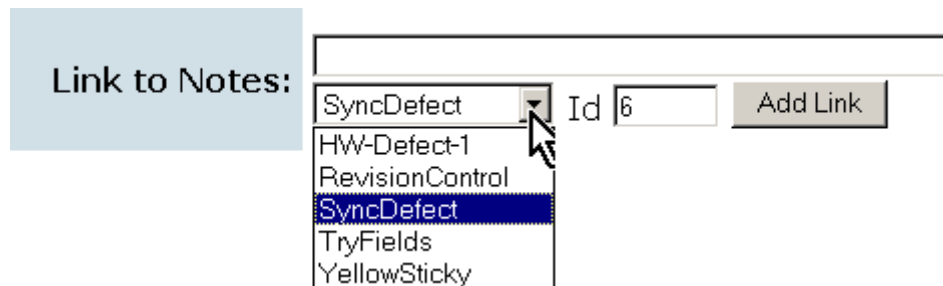 Link to Notes:
SyncDefect Id 6 Add Link
HW-Defect-1
RevisionControl
SyncDefect
TryFields
YellowSticky